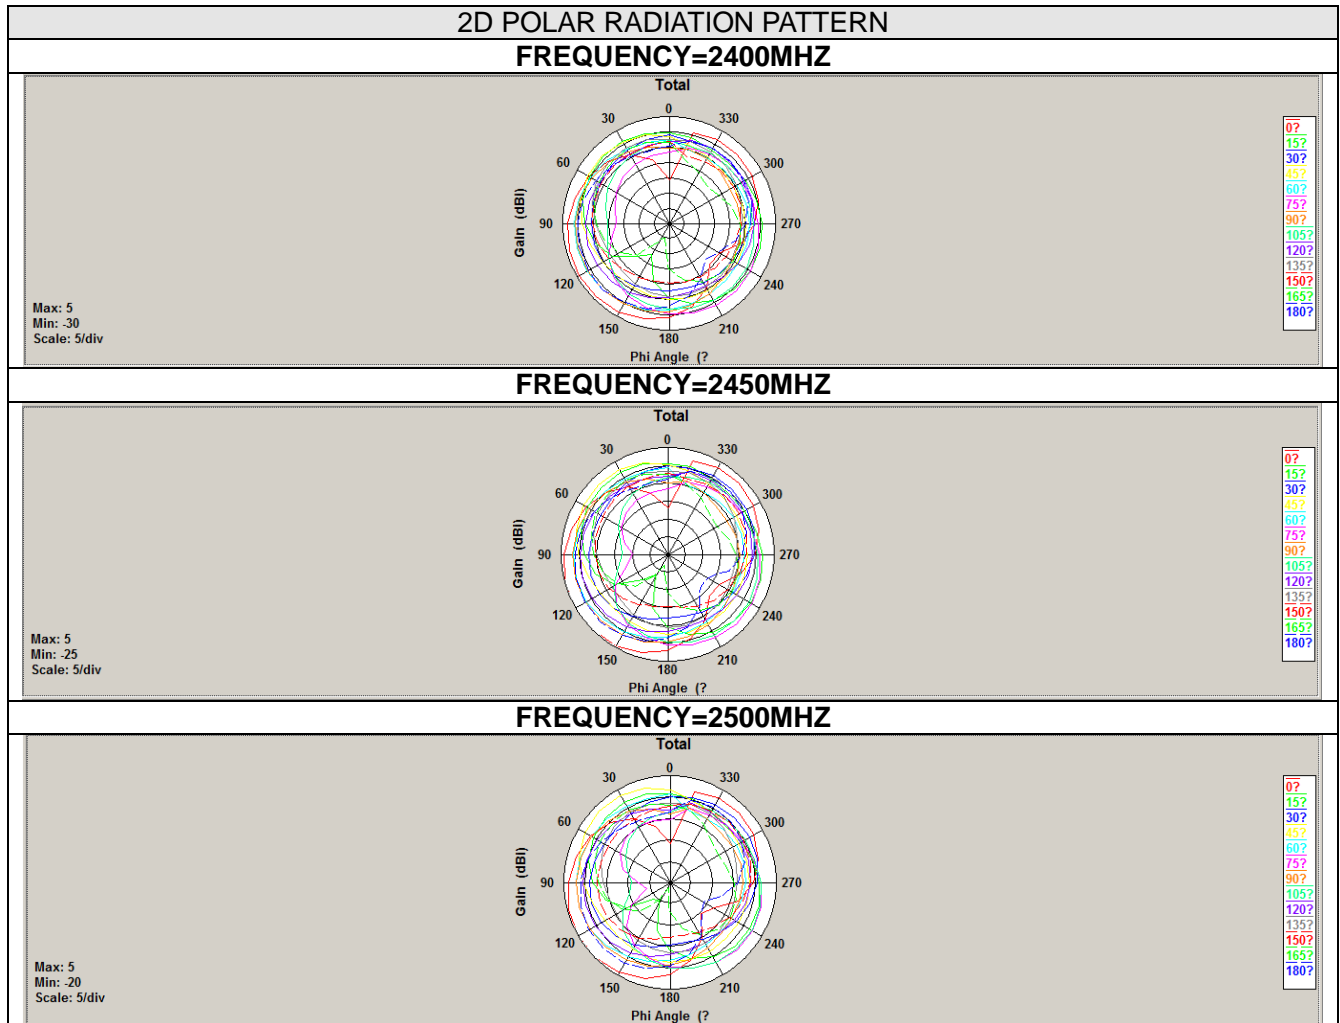 2D POLAR RADIATION PATTERN
FREQUENCY=2400MHZ
Total
0
30 330
60 300
90 270
120 240
150 210
180
Gain (dBi)
Phi Angle (?
Max: 5
Min: -30
Scale: 5/div
0?
15?
30?
45?
60?
75?
90?
105?
120?
135?
150?
165?
180?
FREQUENCY=2450MHZ
Total
0
30 330
60 300
90 270
120 240
150 210
180
Gain (dBi)
Phi Angle (?
Max: 5
Min: -25
Scale: 5/div
0?
15?
30?
45?
60?
75?
90?
105?
120?
135?
150?
165?
180?
FREQUENCY=2500MHZ
Total
0
30 330
60 300
90 270
120 240
150 210
180
Gain (dBi)
Phi Angle (?
Max: 5
Min: -20
Scale: 5/div
0?
15?
30?
45?
60?
75?
90?
105?
120?
135?
150?
165?
180?